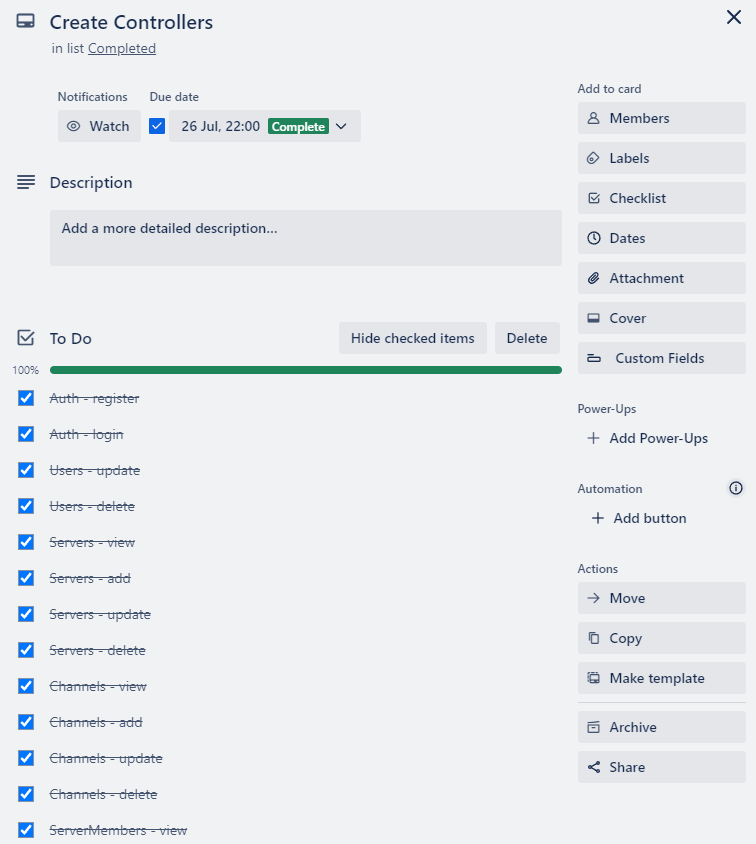 Create Controllers
in list Completed
Notifications
Due date
Watch
26 Jul, 22:00 Complete
Description
Add a more detailed description...
To Do
Hide checked items
Delete
100%
Auth - register
Auth - login
Users - update
Users - delete
Servers - view
Servers - add
Servers - update
Servers - delete
Channels - view
Channels - add
Channels - update
Channels - delete
ServerMembers - view
Add to card
Members
Labels
Checklist
Dates
Attachment
Cover
Custom Fields
Power-Ups
Add Power-Ups
Automation
Add button
Actions
Move
Copy
Make template
Archive
Share